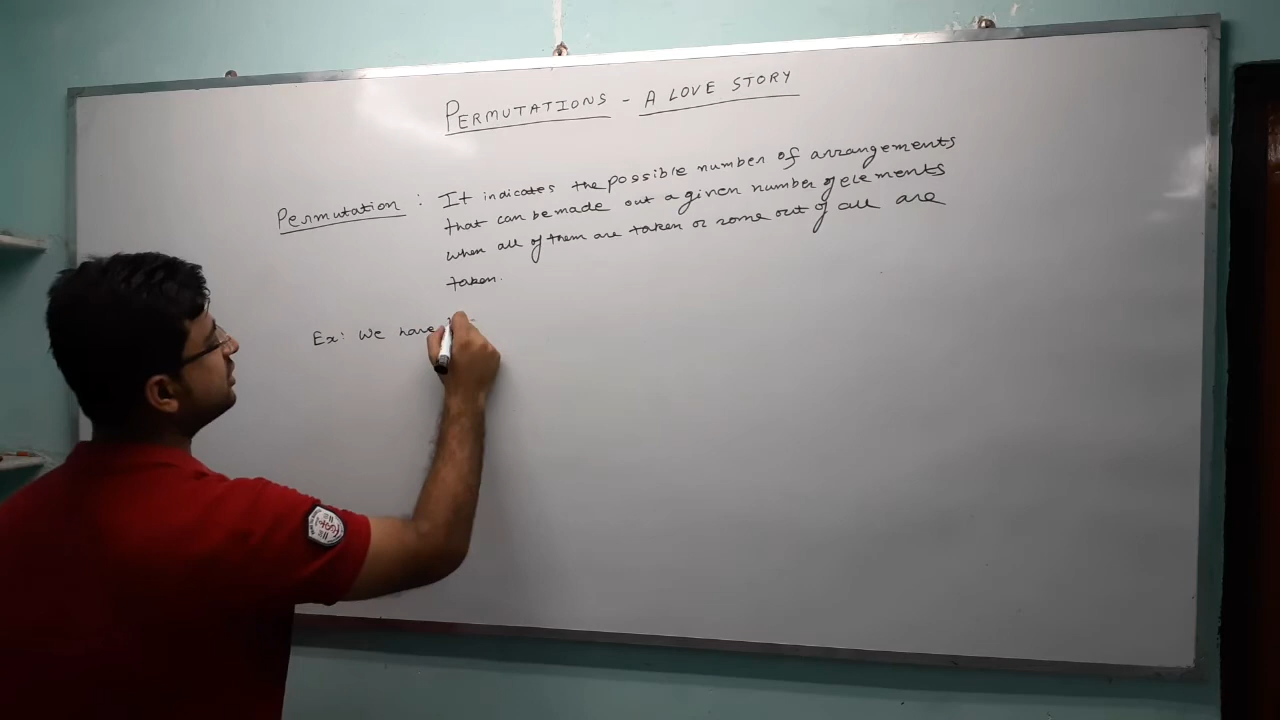 PERMUTATIONS - A LOVE STORY
Permutation : It indicates the possible number of arrangements
that can be made out a given number of elements
when all of them are taken or some out of all are
taken.
Ex: We have